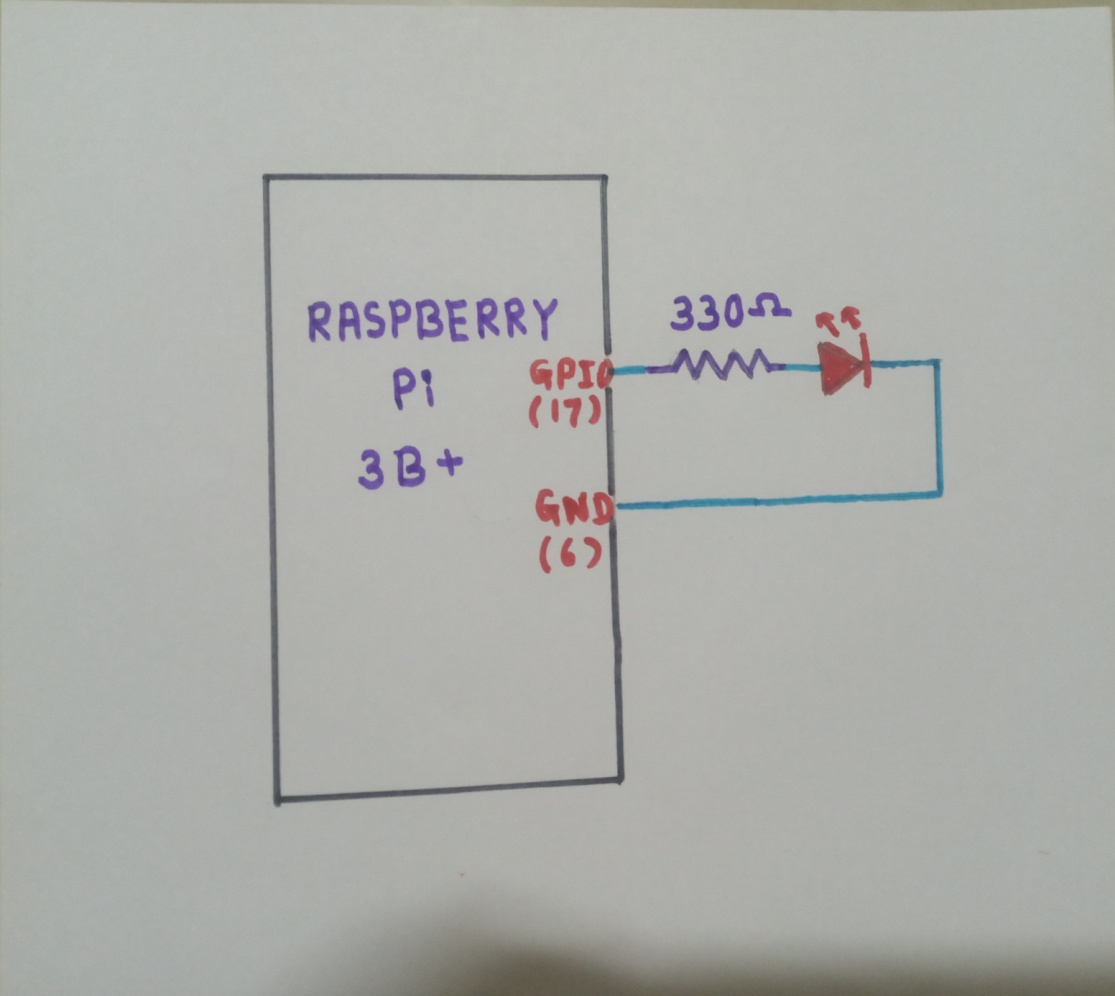 RASPBERRY
Pi
3B+
330Ω
GPIO
(17)
GND
(6)